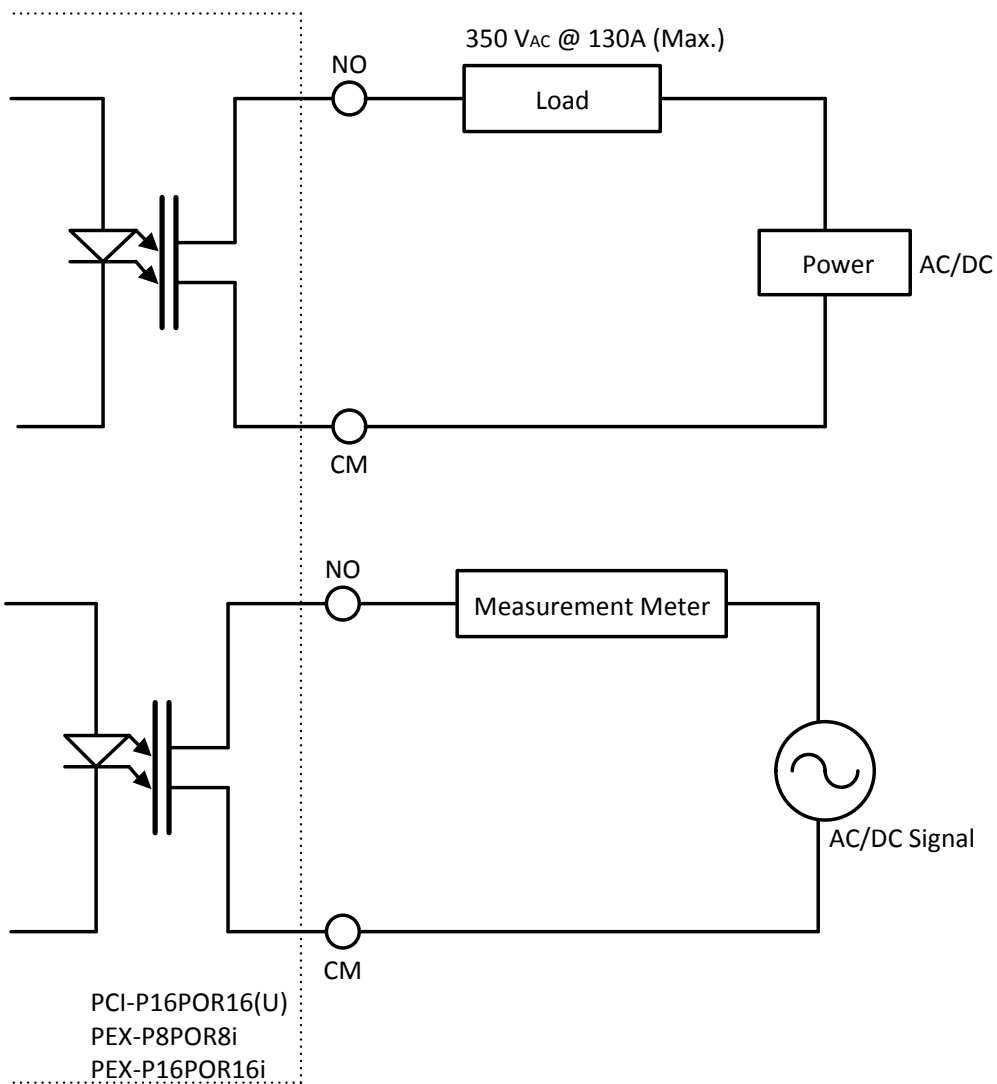 350 VAC @ 130A (Max.)
NO
Load
Power
AC/DC
CM
NO
Measurement Meter
AC/DC Signal
CM
PCI-P16POR16(U)
PEX-P8POR8i
PEX-P16POR16i